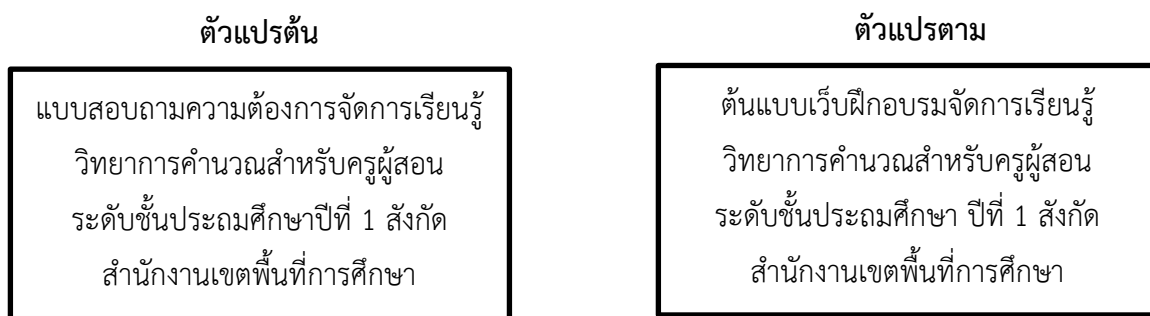 ตัวแปรต้น
แบบสอบถามความต้องการจัดการเรียนรู้
วิทยาการคำนวณสำหรับครูผู้สอน
ระดับชั้นประถมศึกษาปีที่ 1 สังกัด
สำนักงานเขตพื้นที่การศึกษา
ตัวแปรตาม
ต้นแบบเว็บฝึกอบรมจัดการเรียนรู้
วิทยาการคำนวณสำหรับครูผู้สอน
ระดับชั้นประถมศึกษา ปีที่ 1 สังกัด
สำนักงานเขตพื้นที่การศึกษา